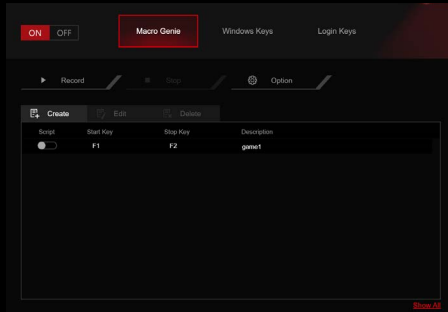 ON OFF Macro Genie Windows Keys Login Keys
Record Stop Option
Create Edit Delete
Script Start Key Stop Key Description
F1 F2 game1
Show All